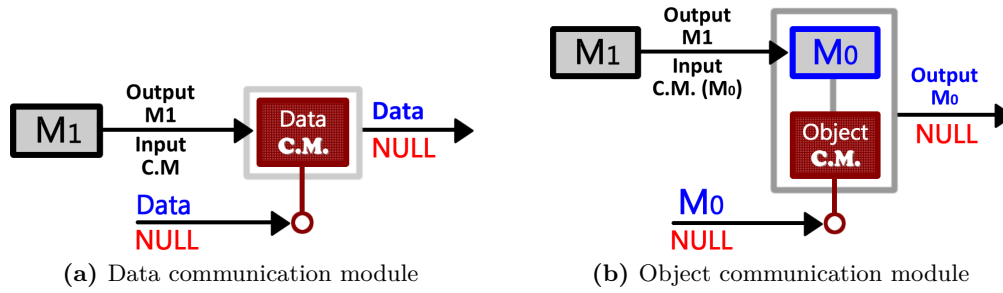 Output
M1
M1
Input
C.M
Data
C.M.
Data
NULL
Data
NULL
(a) Data communication module
Output
M1
M1
Input
C.M. (M0)
M0
Object
C.M.
Output
M0
NULL
M0
NULL
(b) Object communication module